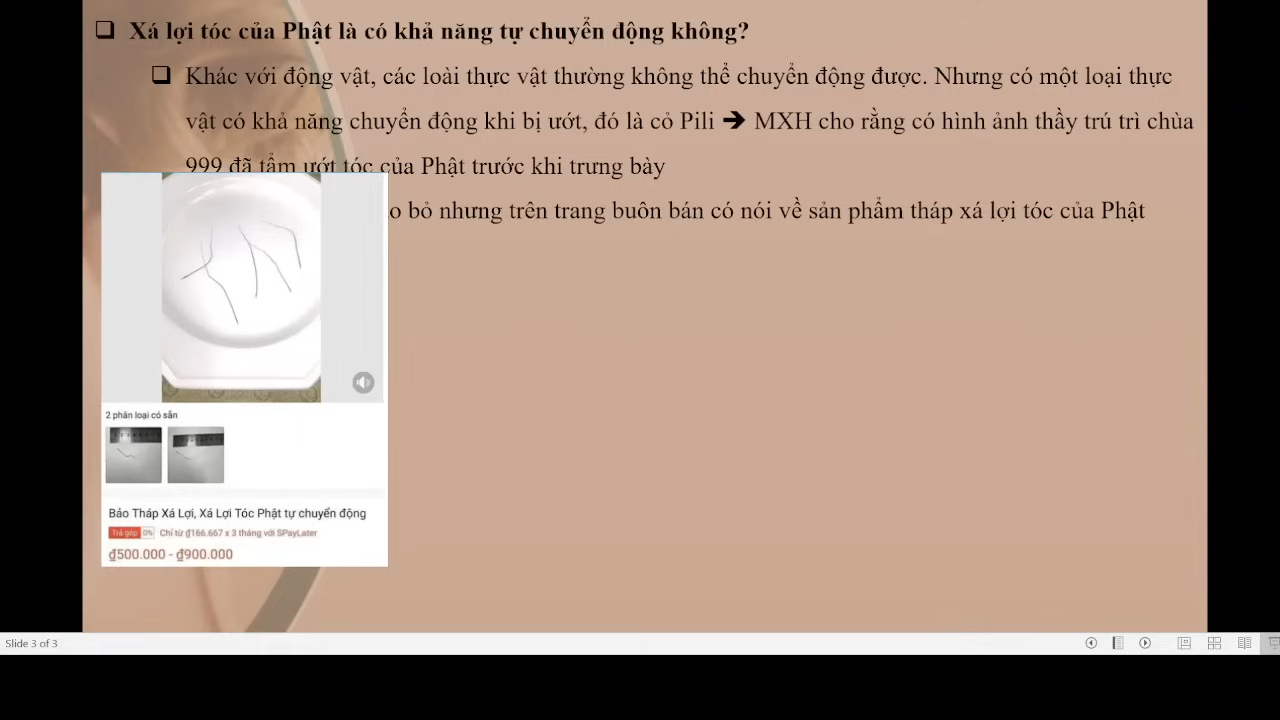 Xá lợi tóc của Phật là có khả năng tự chuyển động không?
Khác với động vật, các loài thực vật thường không thể chuyển động được. Nhưng có một loại thực
vật có khả năng chuyển động khi bị ướt, đó là cỏ Pili ➔ MXH cho rằng có hình ảnh thầy trú trì chùa
999 đã tẩm ướt tóc của Phật trước khi trưng bày
bỏ nhưng trên trang buôn bán có nói về sản phẩm tháp xá lợi tóc của Phật
2 phân loại có sẵn
Bảo Tháp Xá Lợi, Xá Lợi Tóc Phật tự chuyển động
Trả góp 0% Chỉ từ ₫166.667 x 3 tháng với SPayLater
₫500.000 - ₫900.000
Slide 3 of 3